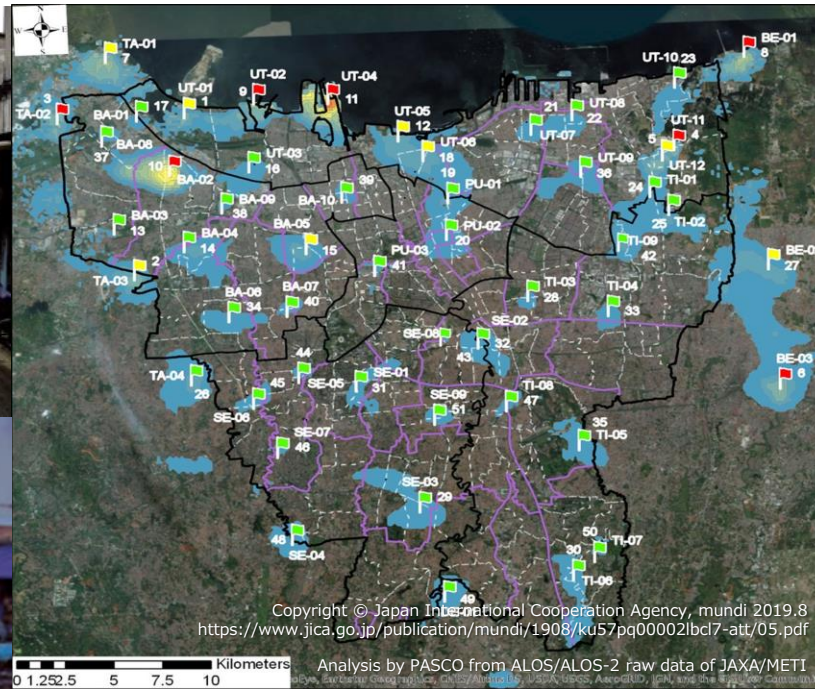 N
W E
S
TA-01
7
3
TA-02
BA-01
17
BA-08
37
UT-01
1
UT-02
9
UT-04
11
UT-05
12
UT-06
18
19
UT-10
23
BE-01
8
UT-08
22
21
UT-07
UT-11
4
5
UT-12
UT-09
36
24
TI-01
25
TI-02
10
BA-02
UT-03
16
BA-09
38
BA-10
39
PU-01
PU-02
20
BA-03
13
BA-04
14
BA-05
15
PU-03
41
TI-09
42
27
2
TA-03
BA-06
34
BA-07
40
TI-03
28
TI-04
33
SE-08
SE-02
43
32
BE-03
6
TA-04
26
44
SE-05
SE-01
31
45
SE-06
SE-09
51
TI-08
47
SE-07
46
35
TI-05
SE-03
29
48
SE-04
50
TI-07
30
TI-06
49
Copyright © Japan International Cooperation Agency, mundi 2019.8
https://www.jica.go.jp/publication/mundi/1908/ku57pq00002lbcl7-att/05.pdf
Kilometers
0 1.252.5 5 7.5 10
Analysis by PASCO from ALOS/ALOS-2 raw data of JAXA/METI